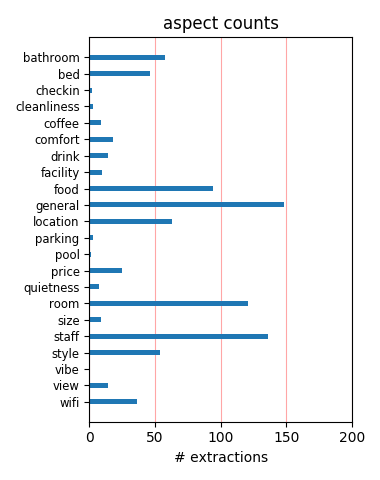 aspect counts
bathroom
bed
checkin
cleanliness
coffee
comfort
drink
facility
food
general
location
parking
pool
price
quietness
room
size
staff
style
vibe
view
wifi
0 50 100 150 200
# extractions